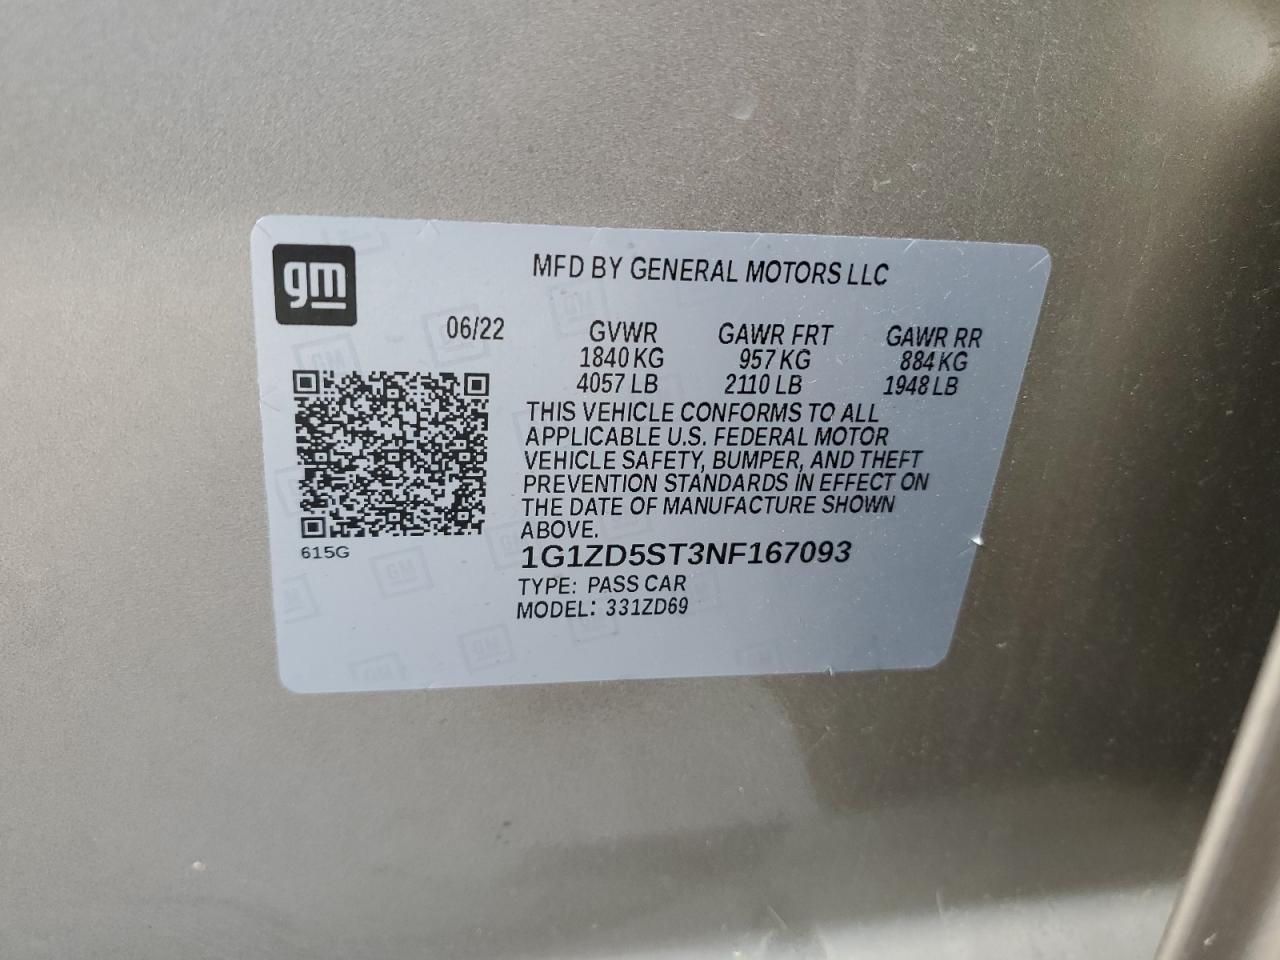 gm
MFD BY GENERAL MOTORS LLC
06/22 GVWR GAWR FRT GAWR RR
1840 KG 957 KG 884 KG
4057 LB 2110 LB 1948 LB
THIS VEHICLE CONFORMS TO ALL
APPLICABLE U.S. FEDERAL MOTOR
VEHICLE SAFETY, BUMPER, AND THEFT
PREVENTION STANDARDS IN EFFECT ON
THE DATE OF MANUFACTURE SHOWN
ABOVE.
615G
1G1ZD5ST3NF167093
TYPE: PASS CAR
MODEL: 331ZD69